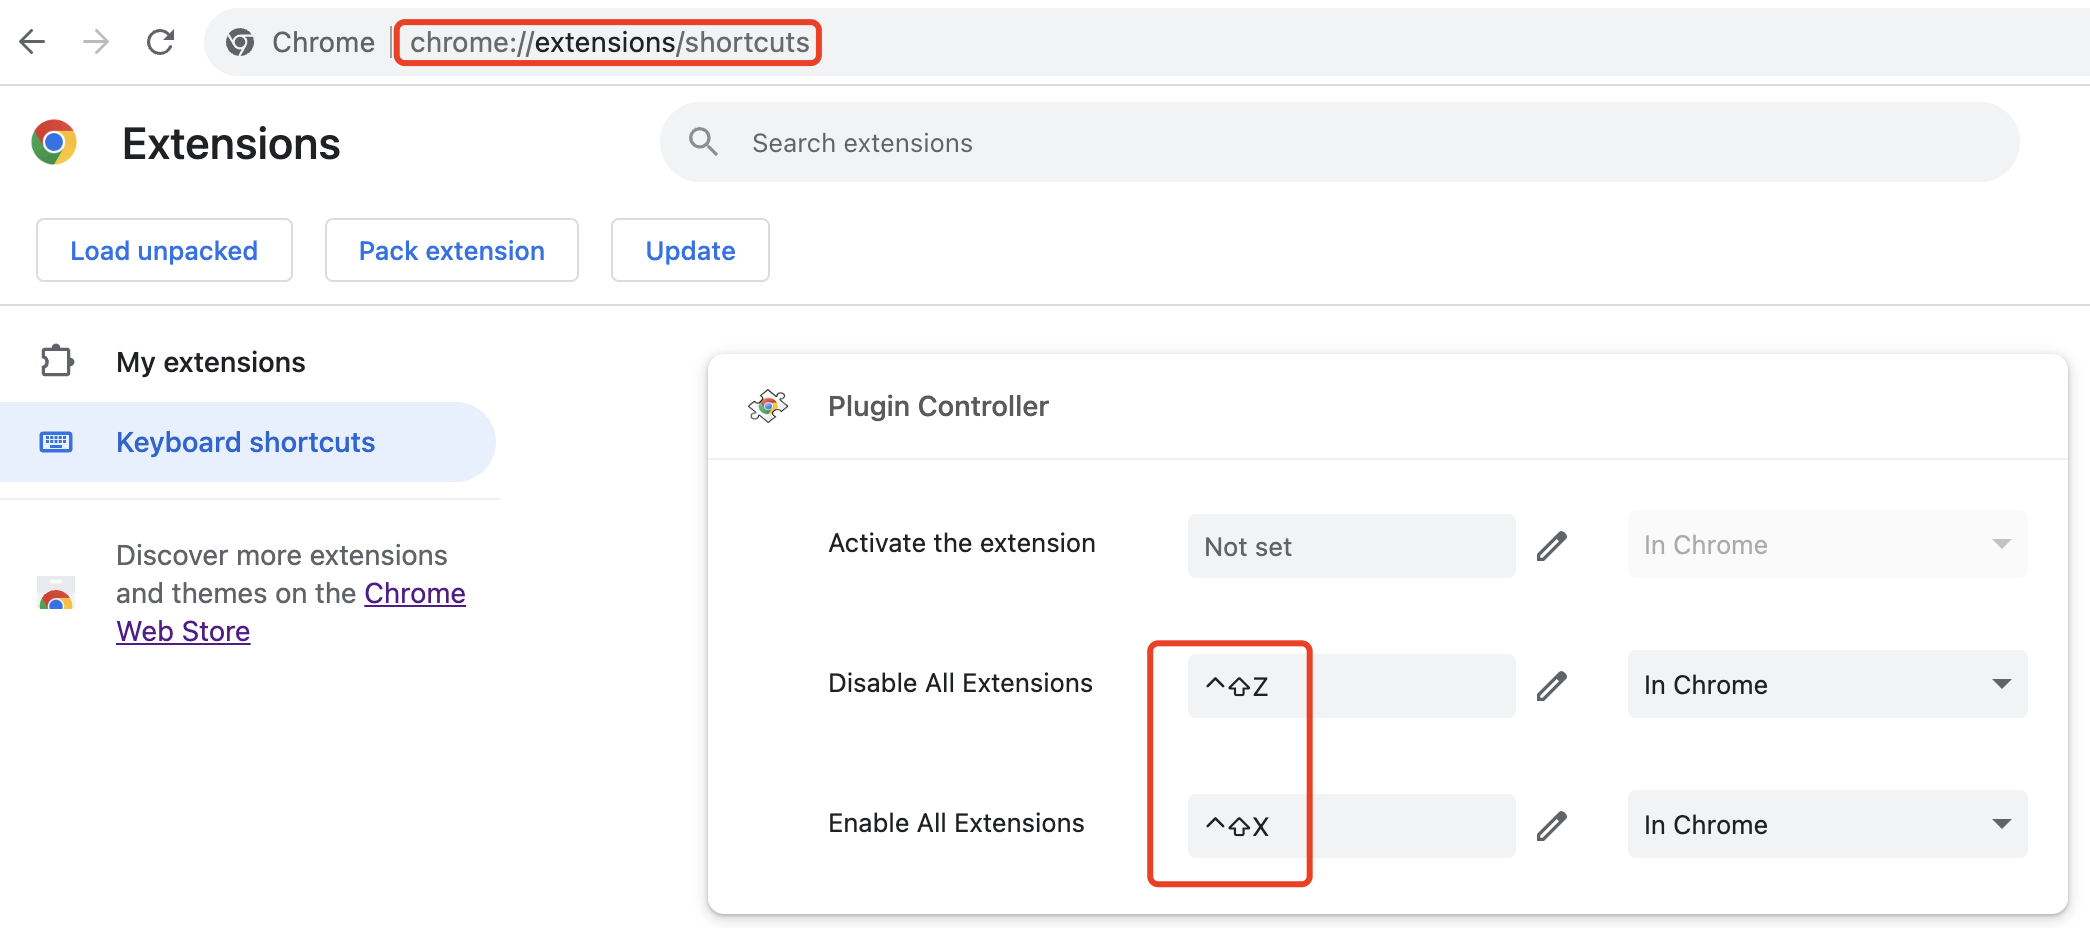 Chrome chrome://extensions/shortcuts
Extensions
Search extensions
Load unpacked
Pack extension
Update
My extensions
Keyboard shortcuts
Discover more extensions
and themes on the Chrome
Web Store
Plugin Controller
Activate the extension
Not set
In Chrome
Disable All Extensions
^⇧Z
In Chrome
Enable All Extensions
^⇧X
In Chrome